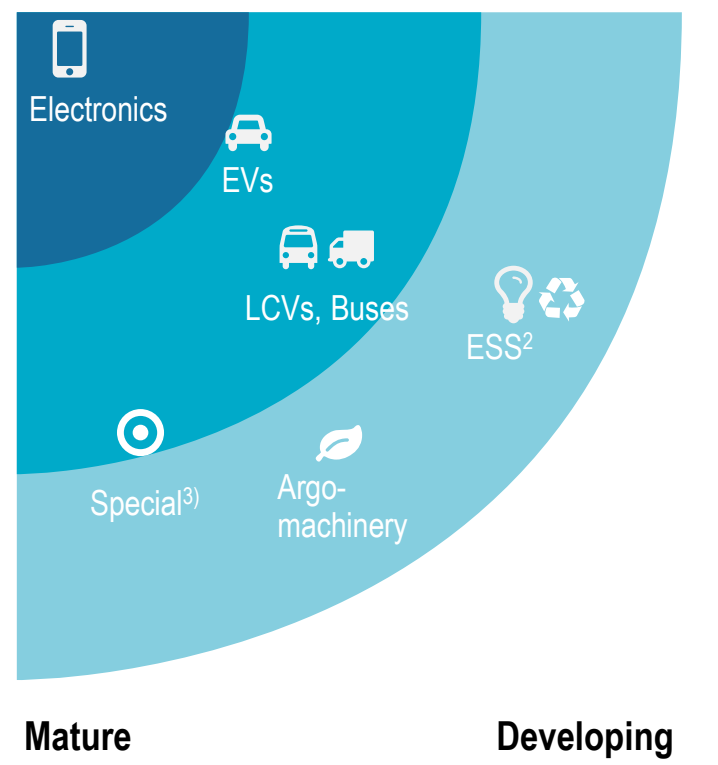 Electronics
EVs
LCVs, Buses
ESS²
Special³⁾
Argo-
machinery
Mature
Developing